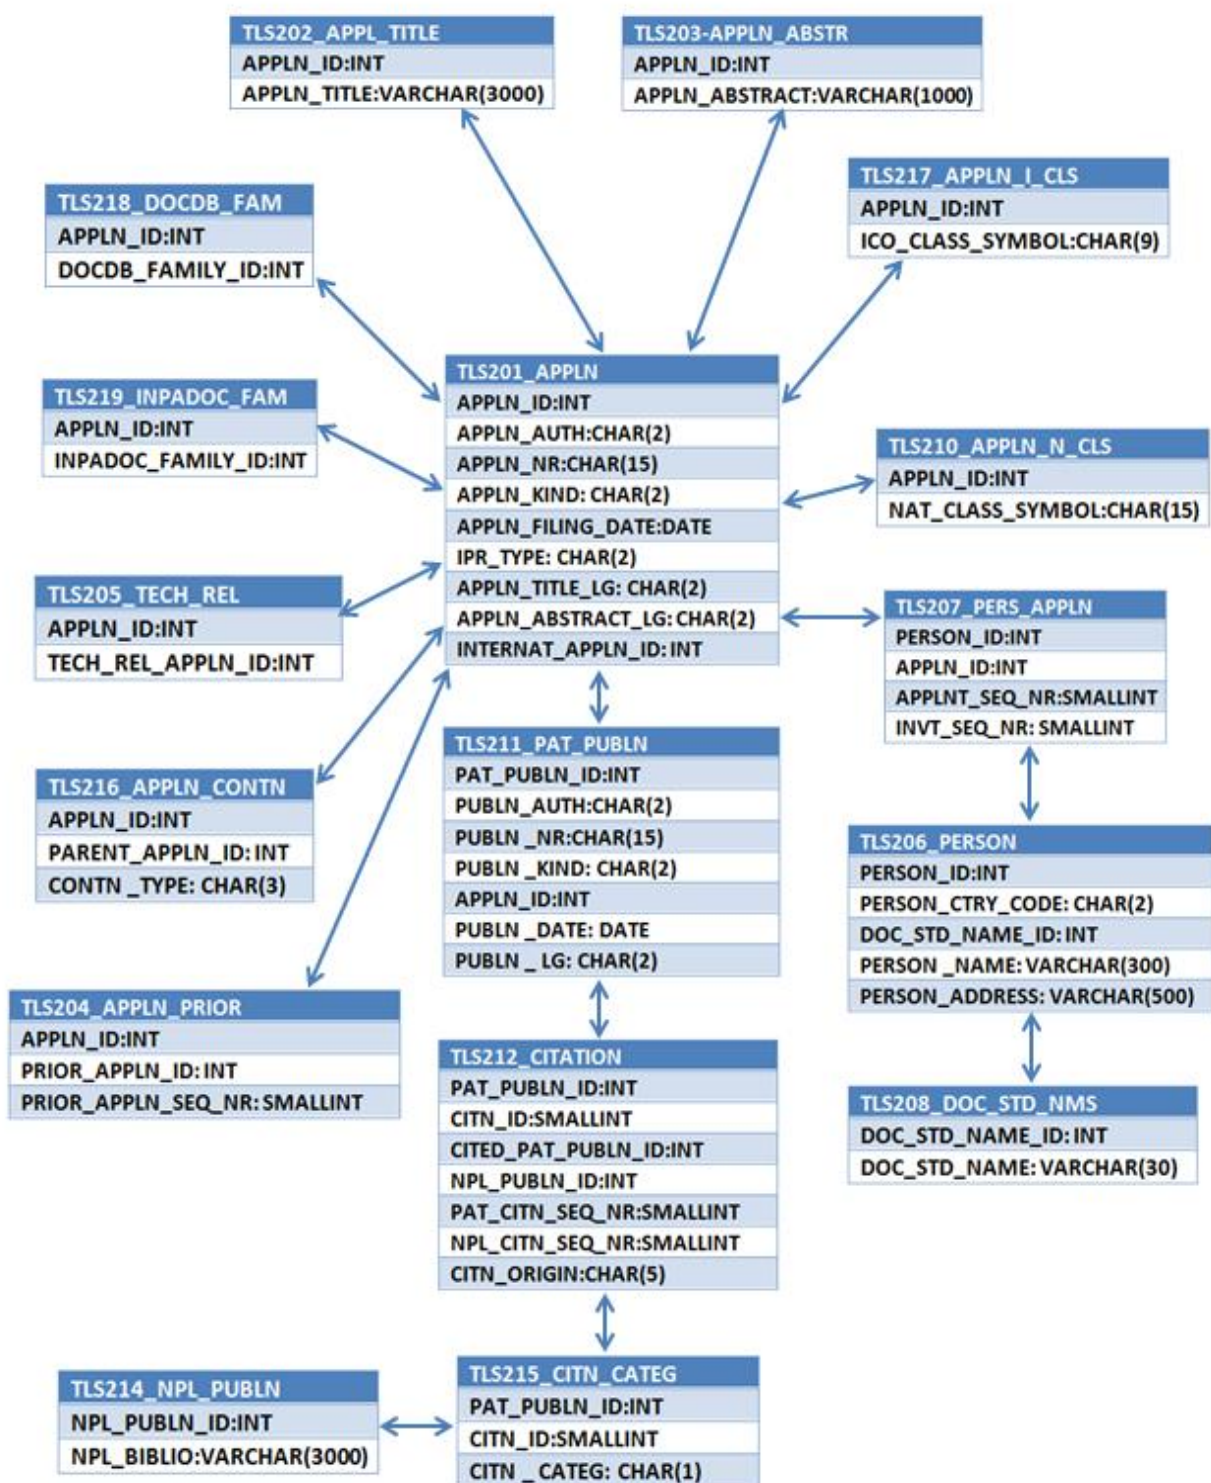 TLS202_APPL_TITLE
APPLN_ID:INT
APPLN_TITLE:VARCHAR(3000)
TLS203-APPLN_ABSTR
APPLN_ID:INT
APPLN_ABSTRACT:VARCHAR(1000)
TLS217_APPLN_I_CLS
APPLN_ID:INT
ICO_CLASS_SYMBOL:CHAR(9)
TLS218_DOCDB_FAM
APPLN_ID:INT
DOCDB_FAMILY_ID:INT
TLS201_APPLN
APPLN_ID:INT
APPLN_AUTH:CHAR(2)
APPLN_NR:CHAR(15)
APPLN_KIND: CHAR(2)
APPLN_FILING_DATE:DATE
IPR_TYPE: CHAR(2)
APPLN_TITLE_LG: CHAR(2)
APPLN_ABSTRACT_LG: CHAR(2)
INTERNAT_APPLN_ID: INT
TLS219_INPADOC_FAM
APPLN_ID:INT
INPADOC_FAMILY_ID:INT
TLS210_APPLN_N_CLS
APPLN_ID:INT
NAT_CLASS_SYMBOL:CHAR(15)
TLS205_TECH_REL
APPLN_ID:INT
TECH_REL_APPLN_ID:INT
TLS207_PERS_APPLN
PERSON_ID:INT
APPLN_ID:INT
APPLNT_SEQ_NR:SMALLINT
INVT_SEQ_NR: SMALLINT
TLS211_PAT_PUBLN
PAT_PUBLN_ID:INT
PUBLN_AUTH:CHAR(2)
PUBLN _NR:CHAR(15)
PUBLN _KIND: CHAR(2)
APPLN_ID:INT
PUBLN _DATE: DATE
PUBLN _ LG: CHAR(2)
TLS216_APPLN_CONTN
APPLN_ID:INT
PARENT_APPLN_ID: INT
CONTN _TYPE: CHAR(3)
TLS206_PERSON
PERSON_ID:INT
PERSON_CTRY_CODE: CHAR(2)
DOC_STD_NAME_ID: INT
PERSON _NAME: VARCHAR(300)
PERSON_ADDRESS: VARCHAR(500)
TLS204_APPLN_PRIOR
APPLN_ID:INT
PRIOR_APPLN_ID: INT
PRIOR_APPLN_SEQ_NR: SMALLINT
TLS212_CITATION
PAT_PUBLN_ID:INT
CITN_ID:SMALLINT
CITED_PAT_PUBLN_ID:INT
NPL_PUBLN_ID:INT
PAT_CITN_SEQ_NR:SMALLINT
NPL_CITN_SEQ_NR:SMALLINT
CITN_ORIGIN:CHAR(5)
TLS208_DOC_STD_NMS
DOC_STD_NAME_ID: INT
DOC_STD_NAME: VARCHAR(30)
TLS214_NPL_PUBLN
NPL_PUBLN_ID:INT
NPL_BIBLIO:VARCHAR(3000)
TLS215_CITN_CATEG
PAT_PUBLN_ID:INT
CITN_ID:SMALLINT
CITN _ CATEG: CHAR(1)